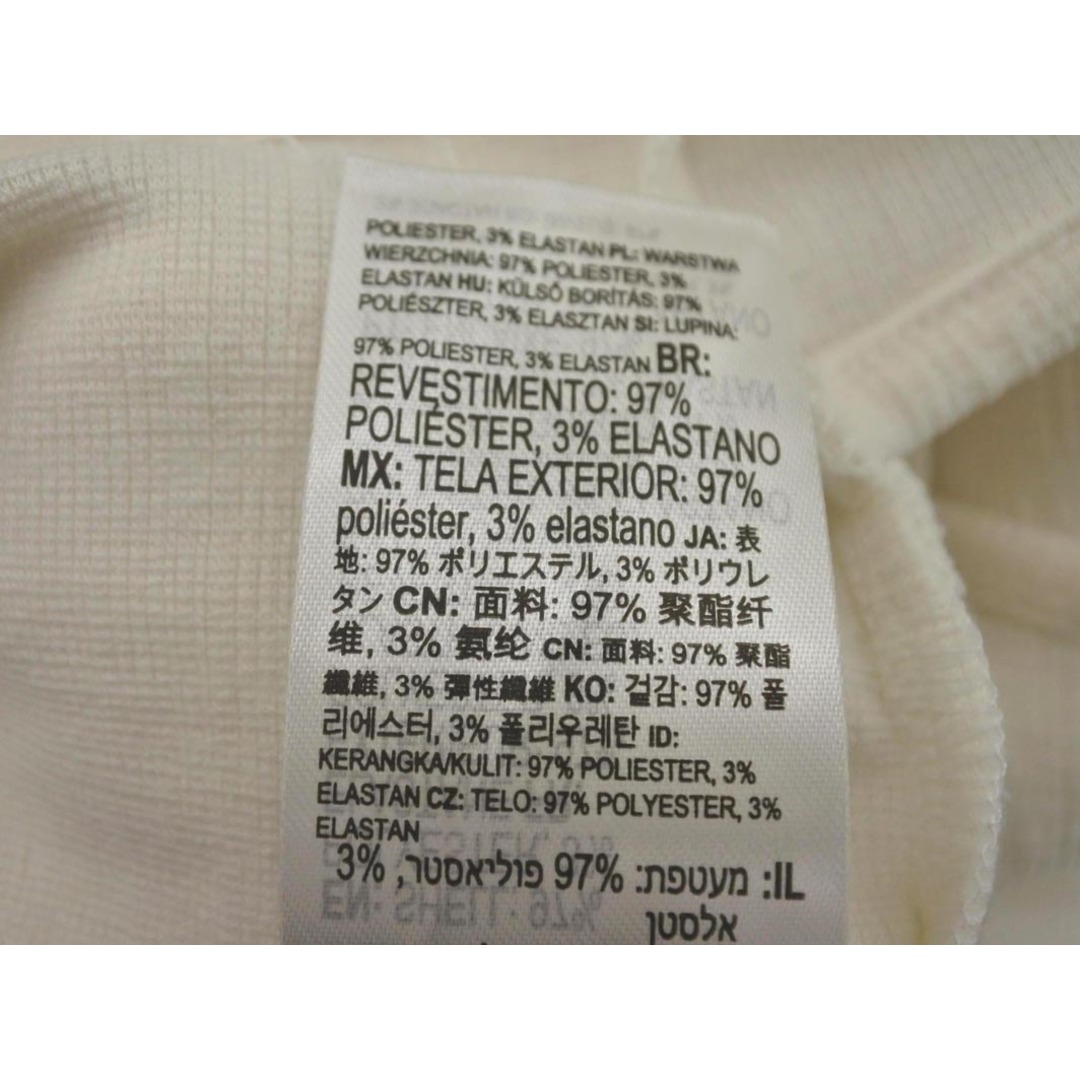 POLIESTER, 3% ELASTAN PL: WARSTWA
WIERZCHNIA: 97% POLIESTER, 3%
ELASTAN HU: KÜLSŐ BORÍTÁS: 97%
POLIÉSZTER, 3% ELASZTAN SI: LUPINA:
97% POLIESTER, 3% ELASTAN BR:
REVESTIMENTO: 97%
POLIÉSTER, 3% ELASTANO
MX: TELA EXTERIOR: 97%
poliéster, 3% elastano JA: 表
地: 97% ポリエステル, 3% ポリウレ
タン CN: 面料: 97% 聚酯纤
维, 3% 氨纶 CN: 面料: 97% 聚酯
纖維, 3% 彈性纖維 KO: 겉감: 97% 폴
리에스터, 3% 폴리우레탄 ID:
KERANGKA/KULIT: 97% POLIESTER, 3%
ELASTAN CZ: TELO: 97% POLYESTER, 3%
ELASTAN
IL: מעטפת: 97% פוליאסטר, 3%
אלסטן
EN: SHELL: 97%